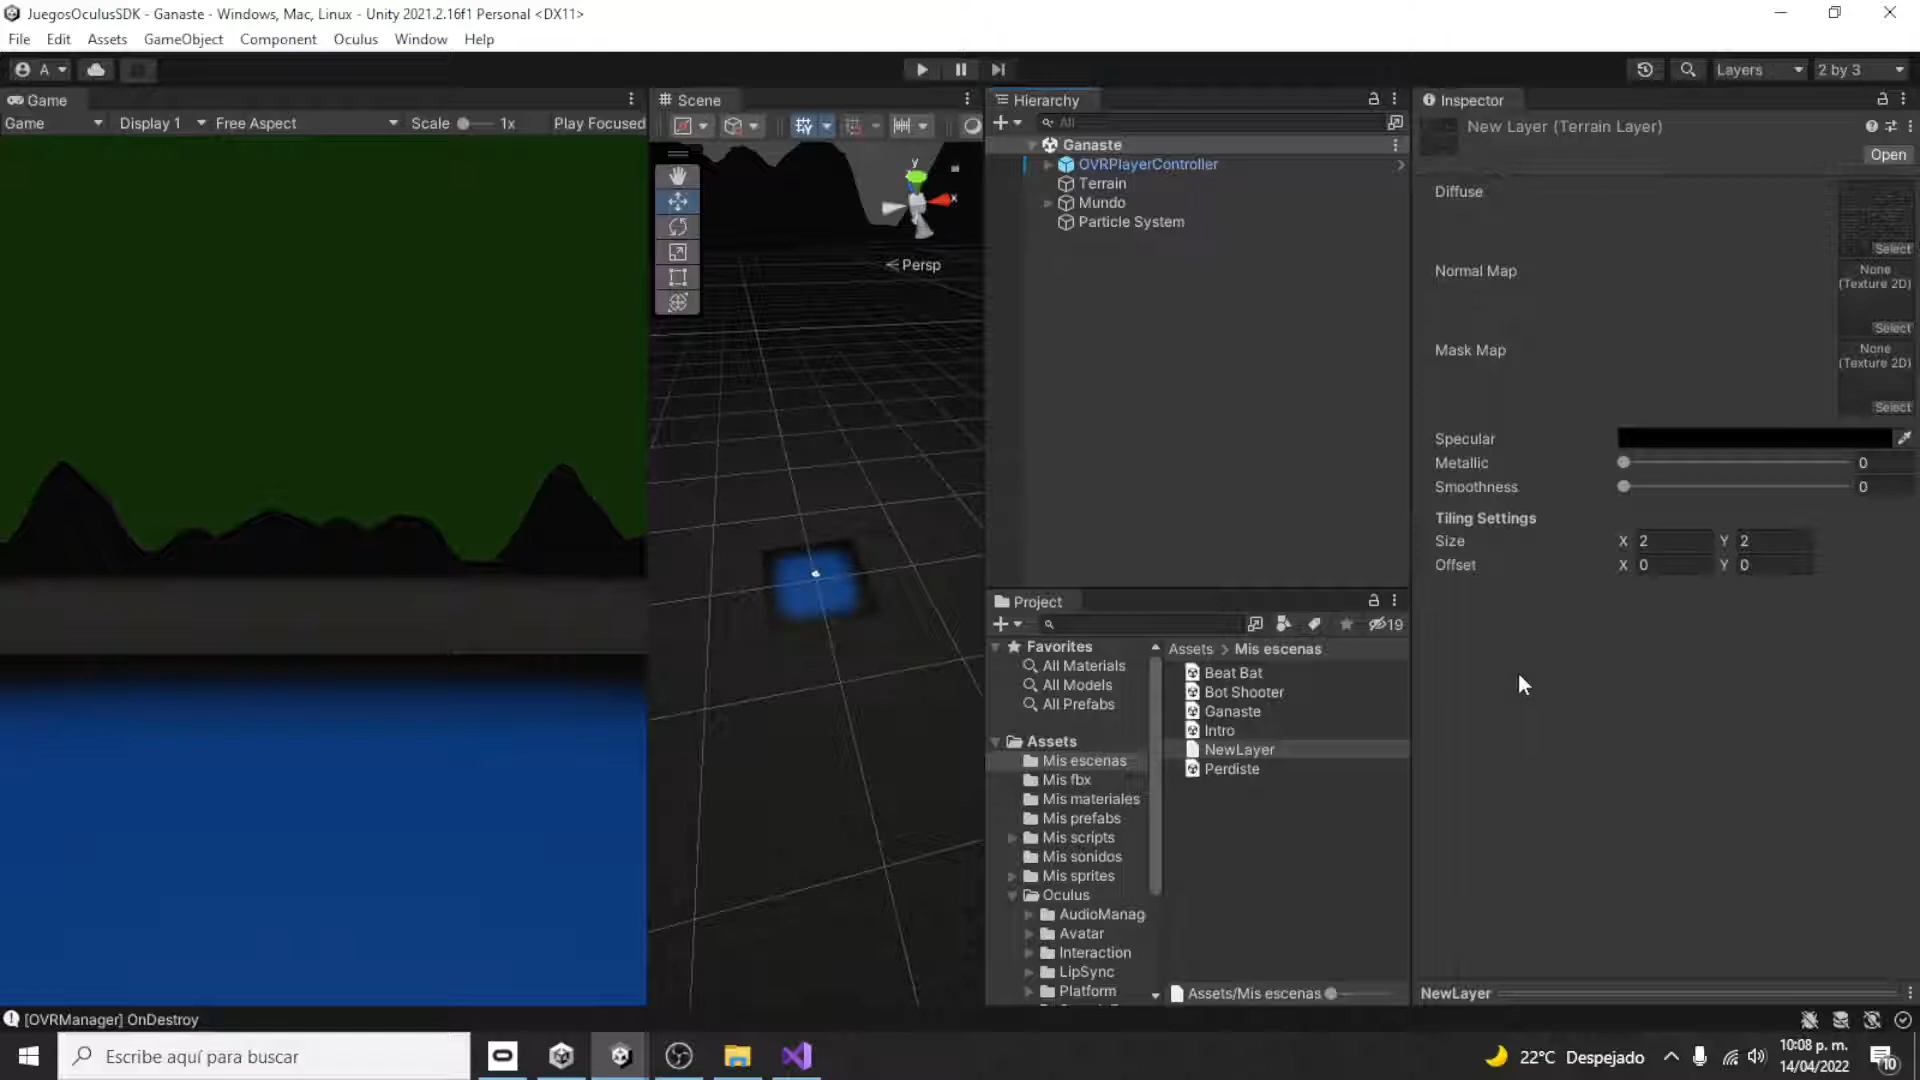 JuegosOculusSDK - Ganaste - Windows, Mac, Linux - Unity 2021.2.16f1 Personal <DX11>
File Edit Assets GameObject Component Oculus Window Help
A Layers 2 by 3
Game
Game Display 1 Free Aspect Scale 1x Play Focused
Scene
y
x
Persp
Hierarchy
All
Ganaste
OVRPlayerController
Terrain
Mundo
Particle System
Project
19
Favorites
All Materials
All Models
All Prefabs
Assets
Mis escenas
Mis fbx
Mis materiales
Mis prefabs
Mis scripts
Mis sonidos
Mis sprites
Oculus
AudioManag
Avatar
Interaction
LipSync
Platform
Assets > Mis escenas
Beat Bat
Bot Shooter
Ganaste
Intro
NewLayer
Perdiste
Assets/Mis escenas
Inspector
New Layer (Terrain Layer)
Open
Diffuse
Select
Normal Map
None
(Texture 2D)
Select
Mask Map
None
(Texture 2D)
Select
Specular
Metallic 0
Smoothness 0
Tiling Settings
Size X 2 Y 2
Offset X 0 Y 0
NewLayer
[OVRManager] OnDestroy
Escribe aquí para buscar
22°C Despejado
10:08 p. m.
14/04/2022
10